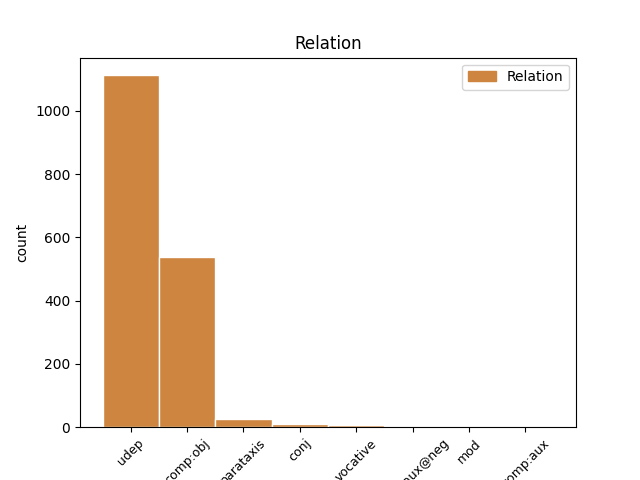 Relation
Relation
count
1000
800
600
400
200
0
udep
comp:obj
parataxis
conj
vocative
aux@neg
mod
comp:aux